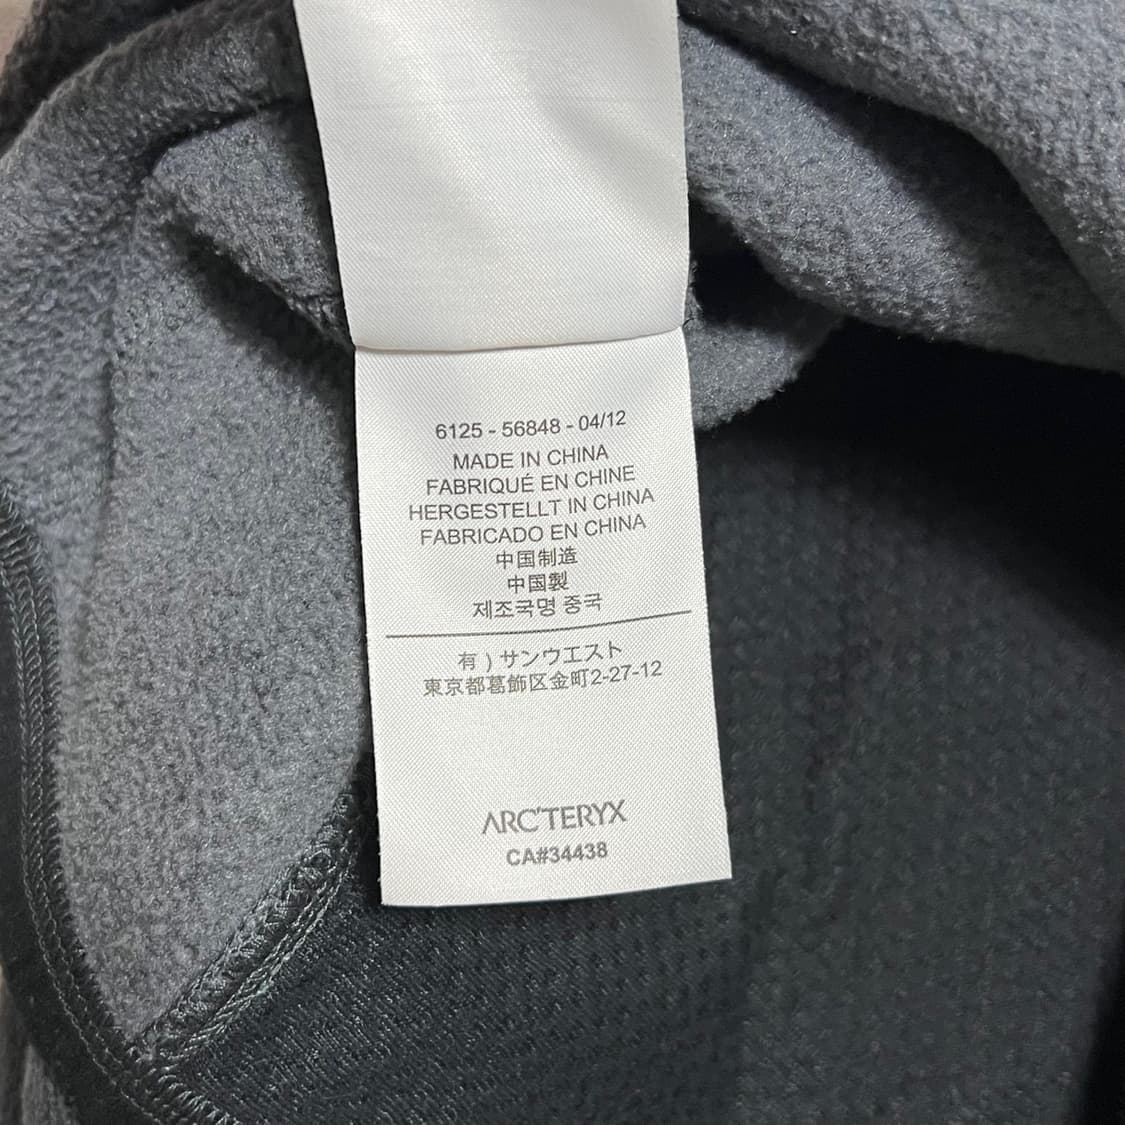 6125 - 56848 - 04/12
MADE IN CHINA
FABRIQUÉ EN CHINE
HERGESTELLT IN CHINA
FABRICADO EN CHINA
中国制造
中国製
제조국명 중국
有 ) サンウエスト
東京都葛飾区金町2-27-12
ARC'TERYX
CA#34438